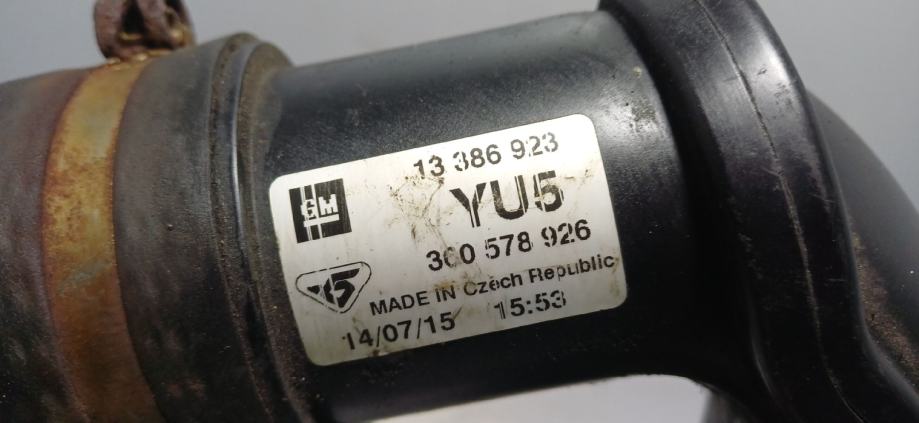 13 386 923
GM
YU5
360 578 926
MADE IN Czech Republic
14/07/15 15:53